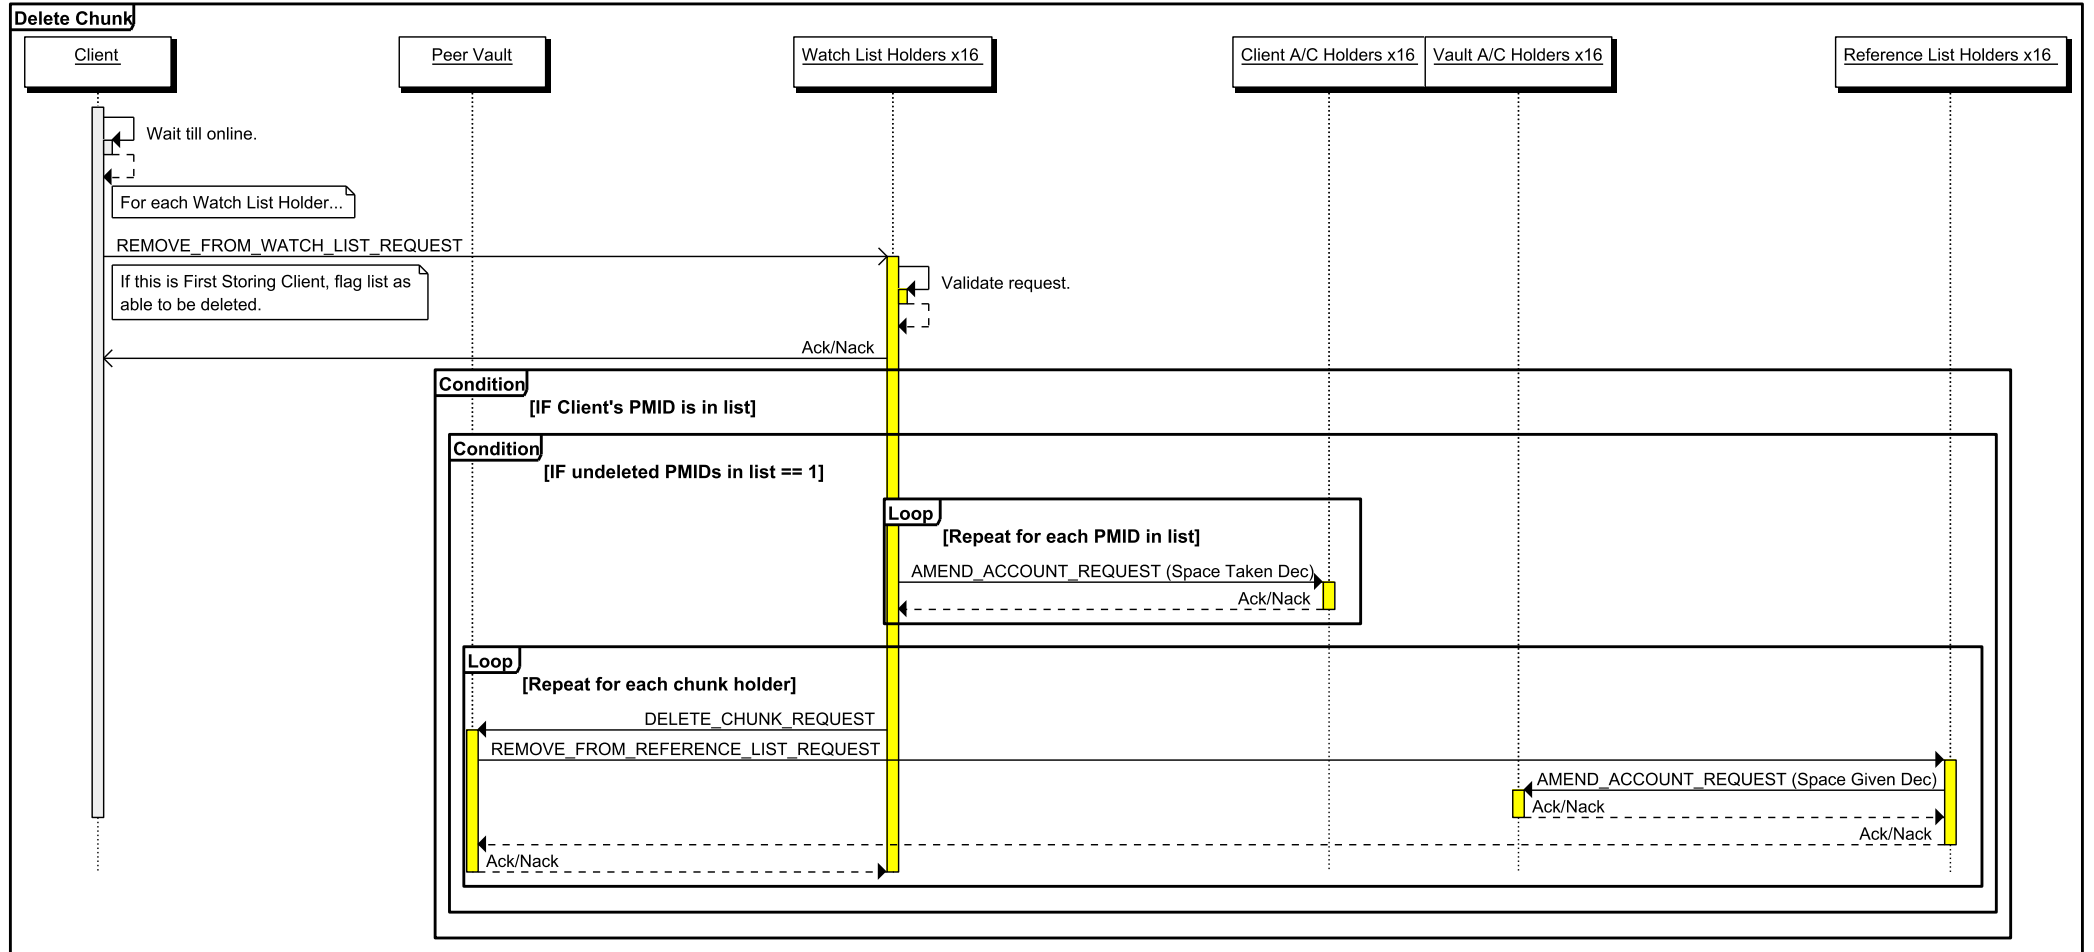 Delete Chunk
Client
Peer Vault
Watch List Holders x16
Client A/C Holders x16
Vault A/C Holders x16
Reference List Holders x16
Wait till online.
For each Watch List Holder...
REMOVE_FROM_WATCH_LIST_REQUEST
If this is First Storing Client, flag list as
able to be deleted.
Validate request.
Ack/Nack
Condition
[IF Client's PMID is in list]
Condition
[IF undeleted PMIDs in list == 1]
Loop
[Repeat for each PMID in list]
AMEND_ACCOUNT_REQUEST (Space Taken Dec)
Ack/Nack
Loop
[Repeat for each chunk holder]
DELETE_CHUNK_REQUEST
REMOVE_FROM_REFERENCE_LIST_REQUEST
AMEND_ACCOUNT_REQUEST (Space Given Dec)
Ack/Nack
Ack/Nack
Ack/Nack